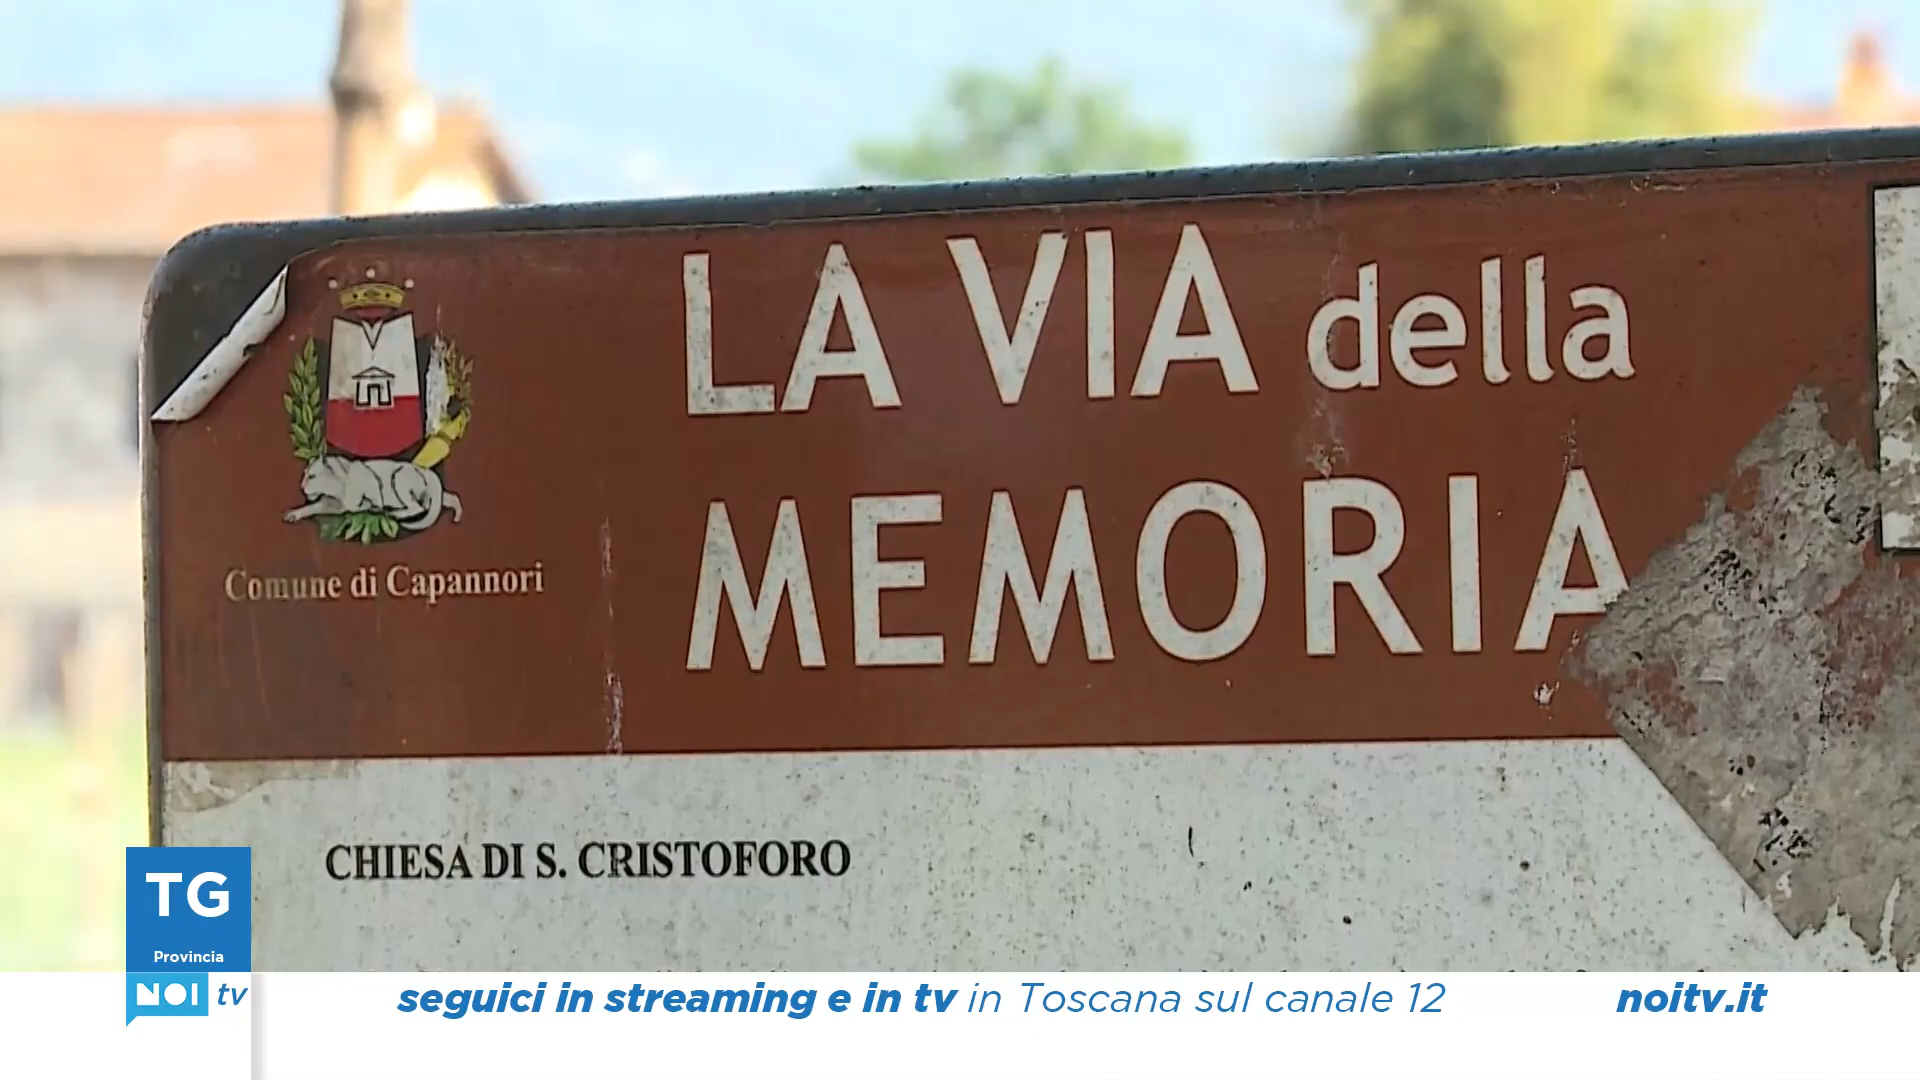 LA VIA della
MEMORIA
Comune di Capannori
CHIESA DI S. CRISTOFORO
TG
Provincia
NOI tv
seguici in streaming e in tv in Toscana sul canale 12
noitv.it